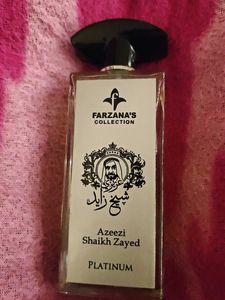 FARZANA'S
COLLECTION
شيخ زايد
Azeezi
Shaikh Zayed
PLATINUM